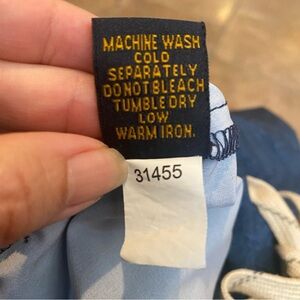 MACHINE WASH
COLD
SEPARATELY
DO NOT BLEACH
TUMBLE DRY
LOW
WARM IRON.
31455